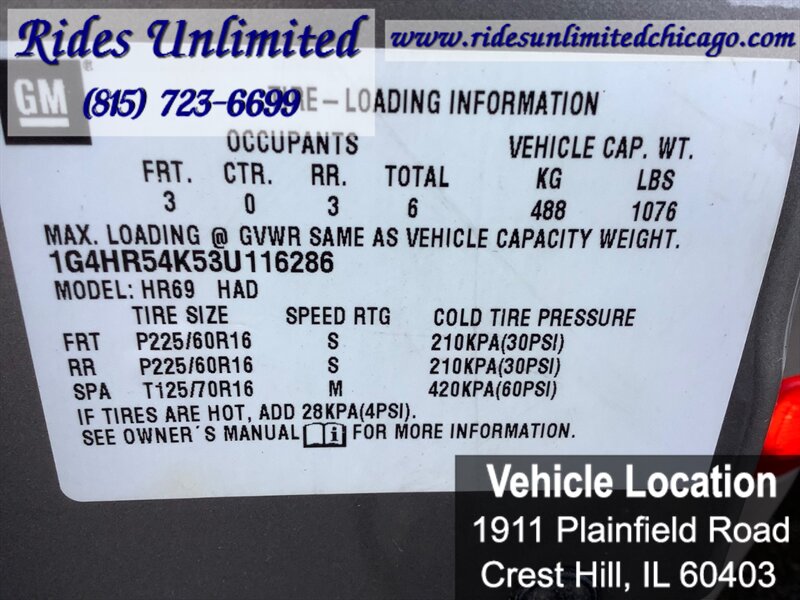 Rides Unlimited
www.ridesunlimitedchicago.com
GM
(815) 723-6699
TIRE - LOADING INFORMATION
OCCUPANTS VEHICLE CAP. WT.
FRT. CTR. RR. TOTAL KG LBS
3 0 3 6 488 1076
MAX. LOADING @ GVWR SAME AS VEHICLE CAPACITY WEIGHT.
1G4HR54K53U116286
MODEL: HR69 HAD
TIRE SIZE SPEED RTG COLD TIRE PRESSURE
FRT P225/60R16 S 210KPA(30PSI)
RR P225/60R16 S 210KPA(30PSI)
SPA T125/70R16 M 420KPA(60PSI)
IF TIRES ARE HOT, ADD 28KPA(4PSI).
SEE OWNER'S MANUAL FOR MORE INFORMATION.
Vehicle Location
1911 Plainfield Road
Crest Hill, IL 60403